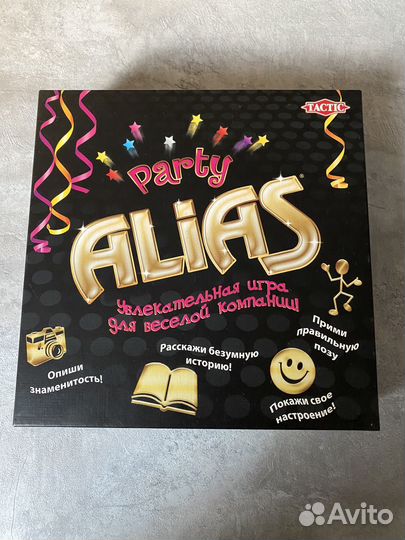 TACTIC
Party
ALIAS®
Увлекательная игра
для веселой компании!
Опиши
знаменитость!
Расскажи безумную
историю!
Прими
правильную
позу
Покажи свое
настроение!
Avito